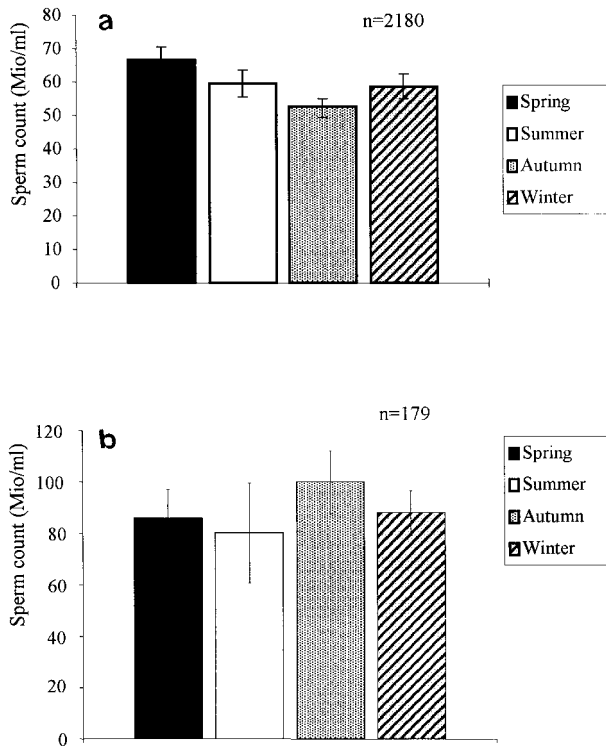 a
n=2180
Sperm count (Mio/ml)
80
70
60
50
40
30
20
10
0
Spring
Summer
Autumn
Winter
b
n=179
Sperm count (Mio/ml)
120
100
80
60
40
20
0
Spring
Summer
Autumn
Winter